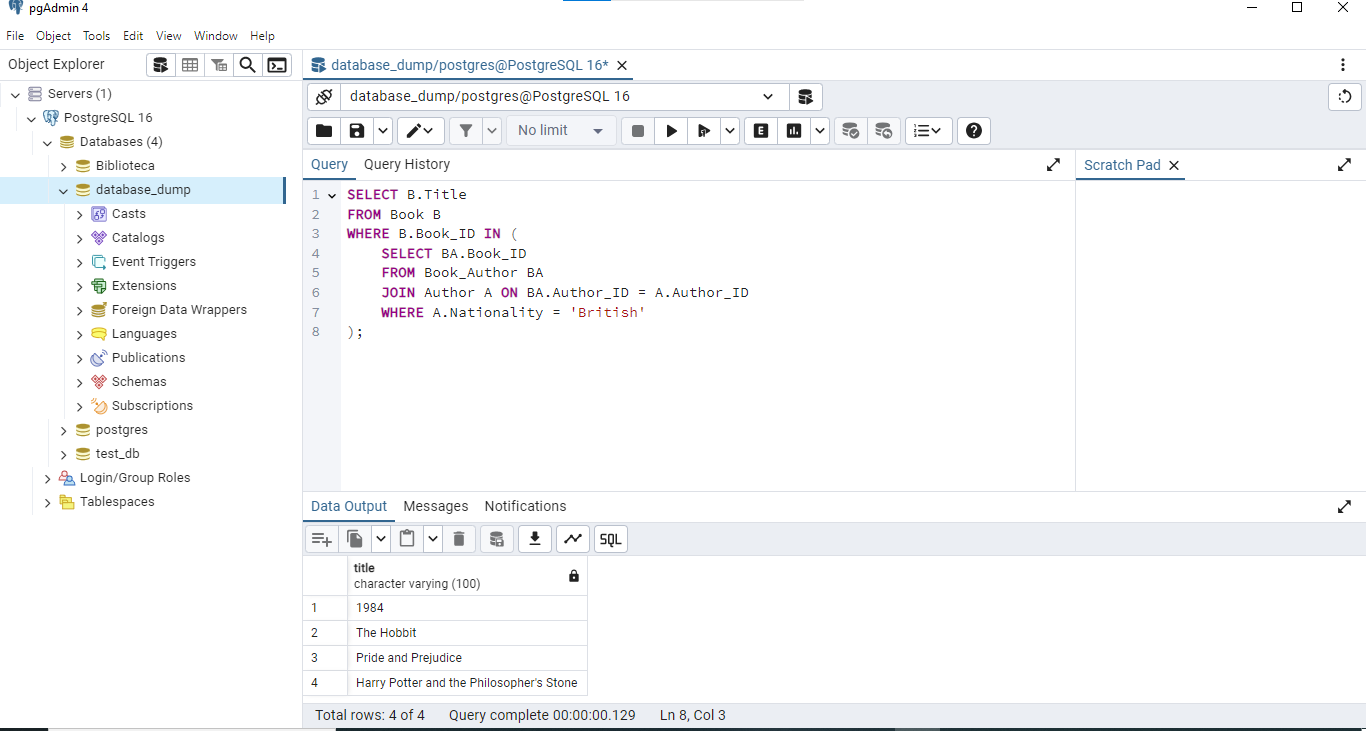 pgAdmin 4
File Object Tools Edit View Window Help
Object Explorer
database_dump/postgres@PostgreSQL 16*
Servers (1)
PostgreSQL 16
Databases (4)
Biblioteca
database_dump
Casts
Catalogs
Event Triggers
Extensions
Foreign Data Wrappers
Languages
Publications
Schemas
Subscriptions
postgres
test_db
Login/Group Roles
Tablespaces
database_dump/postgres@PostgreSQL 16
No limit
E
Query Query History
Scratch Pad
1 SELECT B.Title
2 FROM Book B
3 WHERE B.Book_ID IN (
4 SELECT BA.Book_ID
5 FROM Book_Author BA
6 JOIN Author A ON BA.Author_ID = A.Author_ID
7 WHERE A.Nationality = 'British'
8 );
Data Output Messages Notifications
SQL
title
character varying (100)
1 1984
2 The Hobbit
3 Pride and Prejudice
4 Harry Potter and the Philosopher's Stone
Total rows: 4 of 4 Query complete 00:00:00.129 Ln 8, Col 3